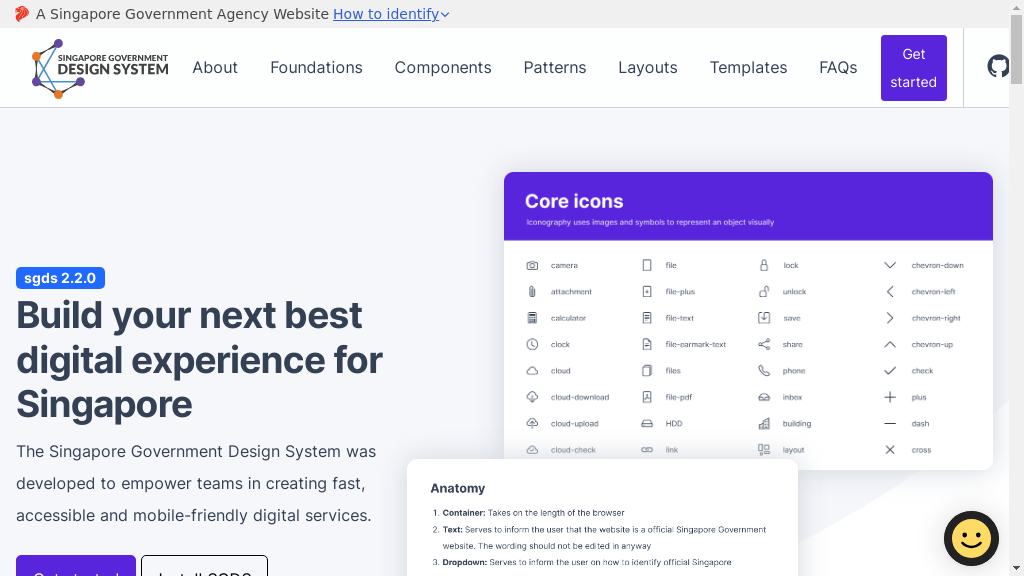 A Singapore Government Agency Website How to identify
SINGAPORE GOVERNMENT
DESIGN SYSTEM
About
Foundations
Components
Patterns
Layouts
Templates
FAQs
Get
started
sgds 2.2.0
Build your next best
digital experience for
Singapore
The Singapore Government Design System was
developed to empower teams in creating fast,
accessible and mobile-friendly digital services.
Get started
Install SGDS
Core icons
Iconography uses images and symbols to represent an object visually
camera file lock chevron-down
attachment file-plus unlock chevron-left
calculator file-text save chevron-right
clock file-earmark-text share chevron-up
cloud files phone check
cloud-download file-pdf inbox plus
cloud-upload HDD building dash
cloud-check link layout cross
Anatomy
1. Container: Takes on the length of the browser
2. Text: Serves to inform the user that the website is a official Singapore Government
website. The wording should not be edited in anyway
3. Dropdown: Serves to inform the user on how to identify official Singapore